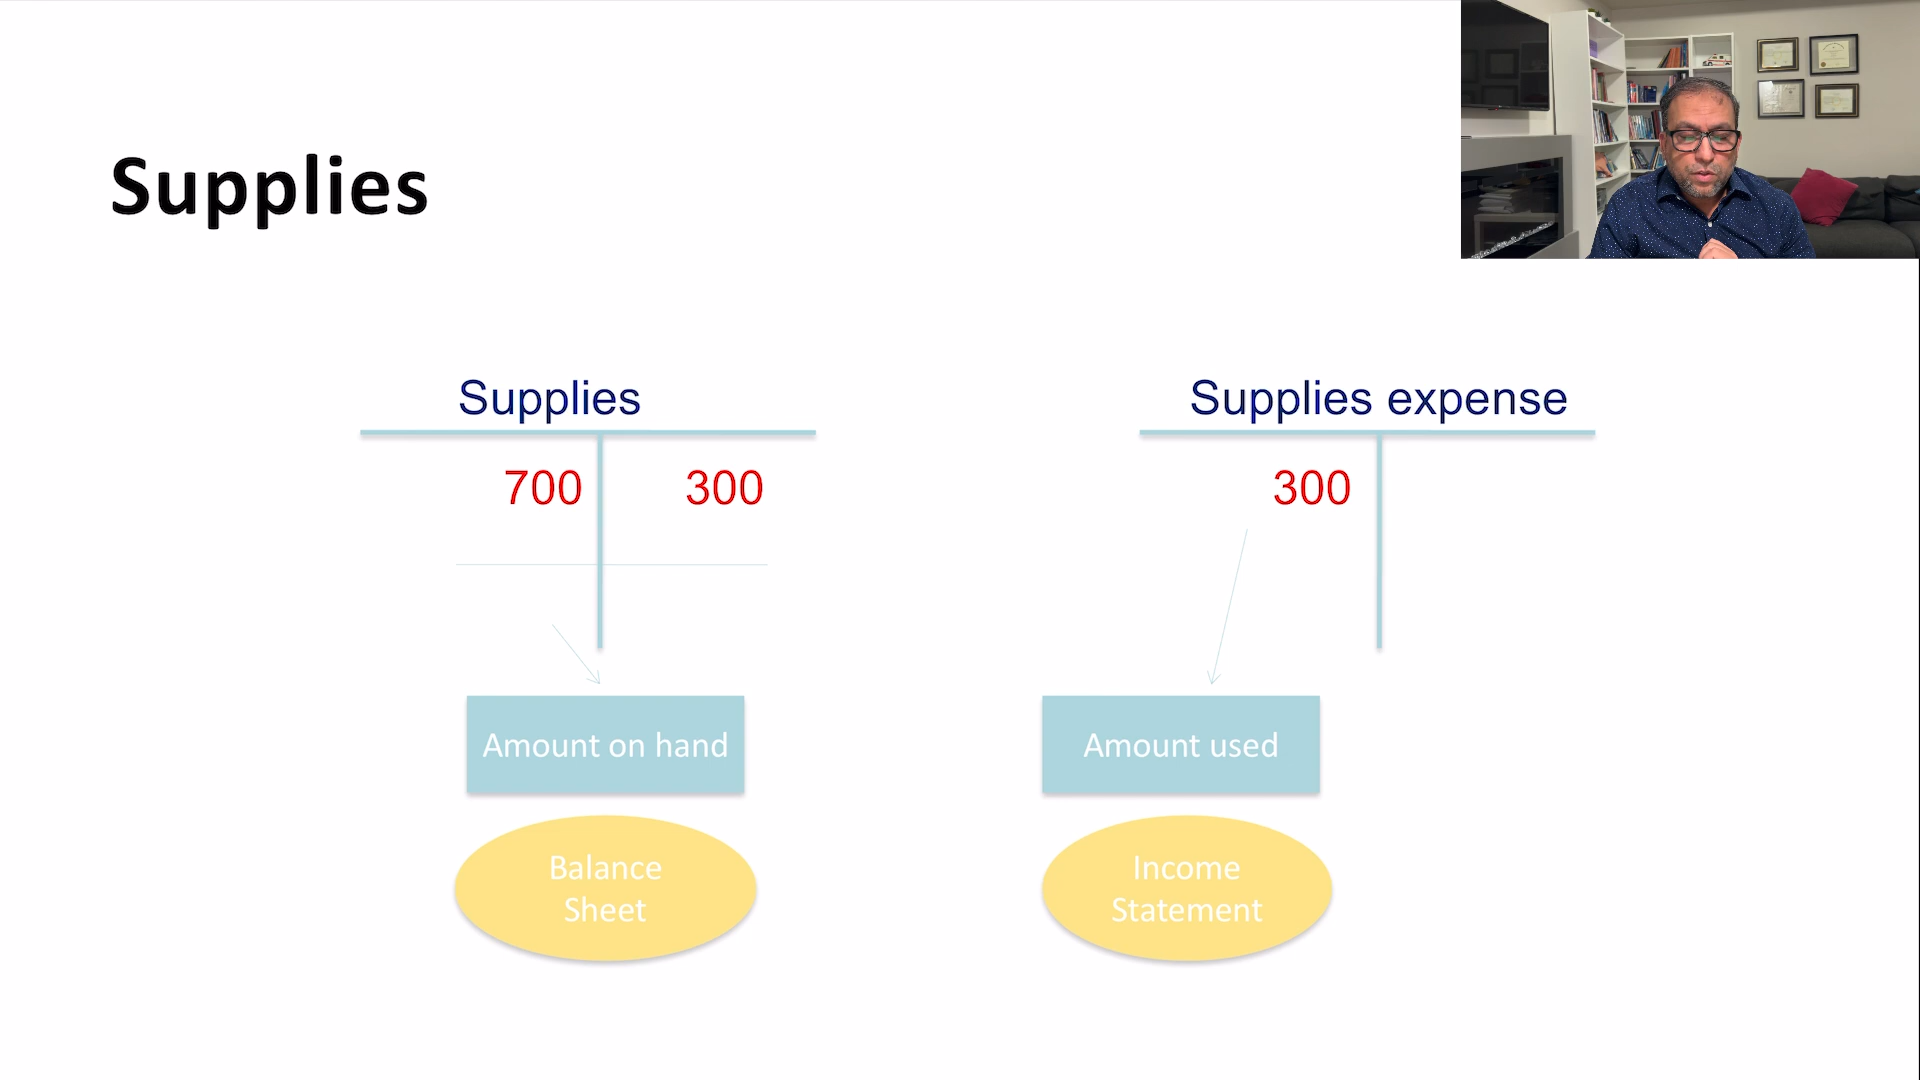 Supplies
Supplies
Supplies expense
700
300
300
Amount on hand
Amount used
Balance
Sheet
Income
Statement